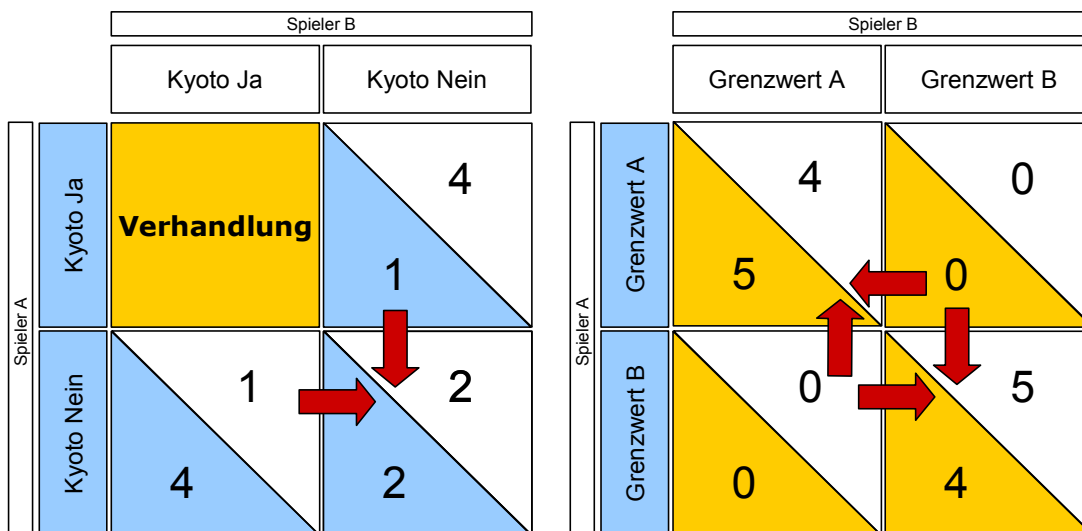 Spieler B
Kyoto Ja
Kyoto Nein
Spieler A
Kyoto Ja
Verhandlung
4
1
Kyoto Nein
1
4
2
2
Spieler B
Grenzwert A
Grenzwert B
Spieler A
Grenzwert A
4
5
0
0
Grenzwert B
0
0
5
4